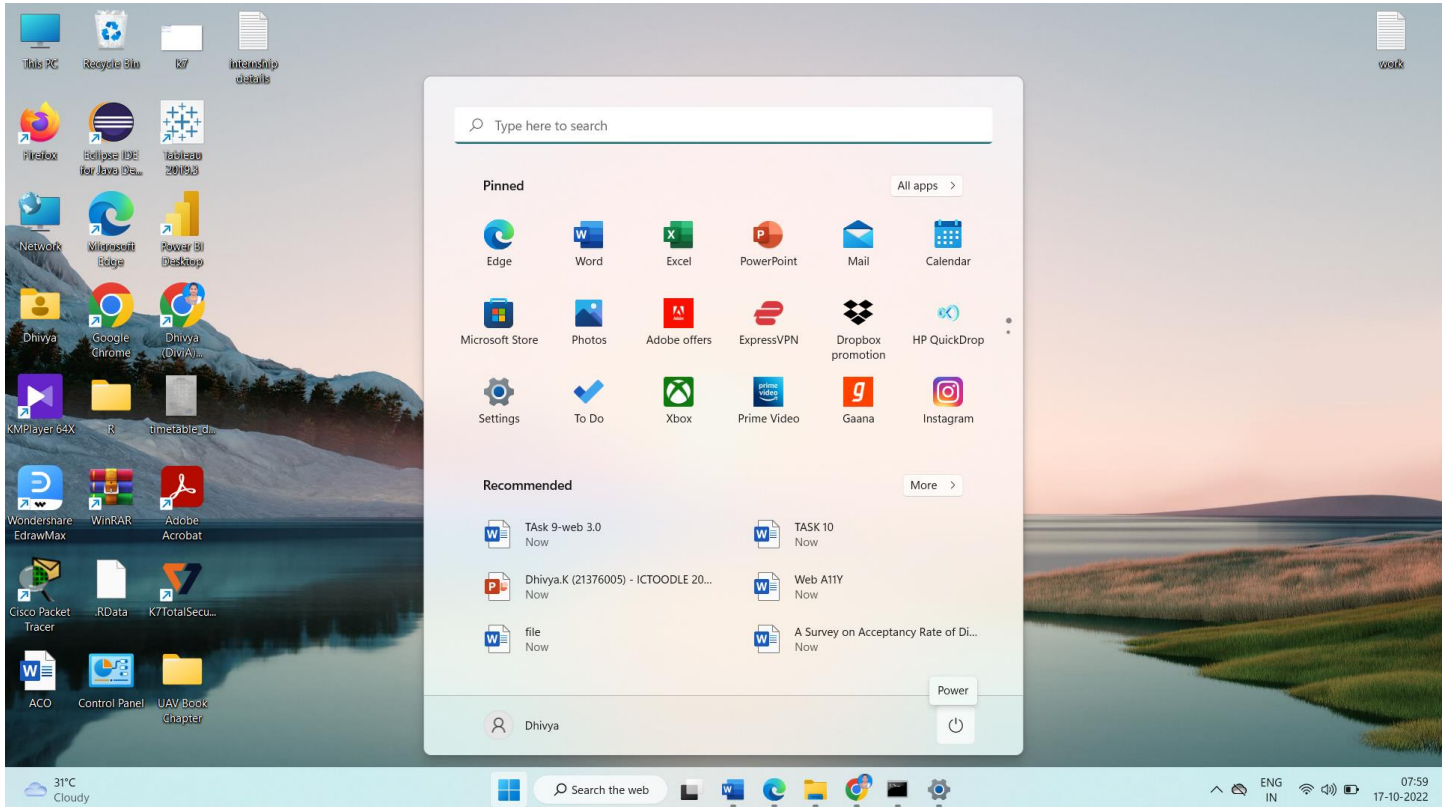 This PC
Recycle Bin
k7
internship
details
work
Firefox
Eclipse IDE
for Java De...
Tableau
2019.3
Network
Microsoft
Edge
Power BI
Desktop
Dhivya
Google
Chrome
Dhivya
(DiviA)...
KMPlayer 64X
R
timetable_d...
Wondershare
EdrawMax
WinRAR
Adobe
Acrobat
Cisco Packet
Tracer
.RData
K7TotalSecu...
ACO
Control Panel
UAV Book
Chapter
Type here to search
Pinned
All apps >
Edge
Word
Excel
PowerPoint
Mail
Calendar
Microsoft Store
Photos
Adobe offers
ExpressVPN
Dropbox
promotion
HP QuickDrop
Settings
To Do
Xbox
prime
video
Prime Video
Gaana
Instagram
Recommended
More >
TAsk 9-web 3.0
Now
TASK 10
Now
Dhivya.K (21376005) - ICTOODLE 20...
Now
Web A11Y
Now
file
Now
A Survey on Acceptancy Rate of Di...
Now
Power
Dhivya
31°C
Cloudy
Search the web
ENG
IN
07:59
17-10-2022